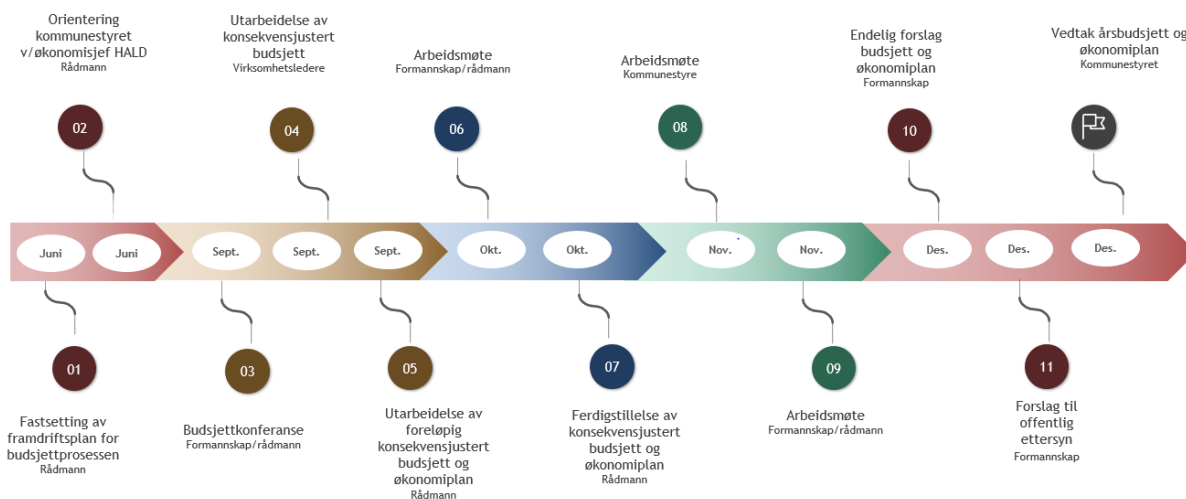 Orientering
kommunestyret
v/økonomisjef HALD
Rådmann
Utarbeidelse av
konsekvensjustert
budsjett
Virksomhetsledere
Arbeidsmøte
Formannskap/rådmann
Arbeidsmøte
Kommunestyre
Endelig forslag
budsjett og
økonomiplan
Formannskap
Vedtak årsbudsjett og
økonomiplan
Kommunestyret
02
04
06
08
10
Juni
Juni
Sept.
Sept.
Sept.
Okt.
Okt.
Nov.
Nov.
Des.
Des.
Des.
01
03
05
07
09
11
Fastsetting av
framdriftsplan for
budsjettprosessen
Rådmann
Budsjettkonferanse
Formannskap/rådmann
Utarbeidelse av
foreløpig
konsekvensjustert
budsjett og
økonomiplan
Rådmann
Ferdigstillelse av
konsekvensjustert
budsjett og
økonomiplan
Rådmann
Arbeidsmøte
Formannskap/rådmann
Forslag til
offentlig
ettersyn
Formannskap